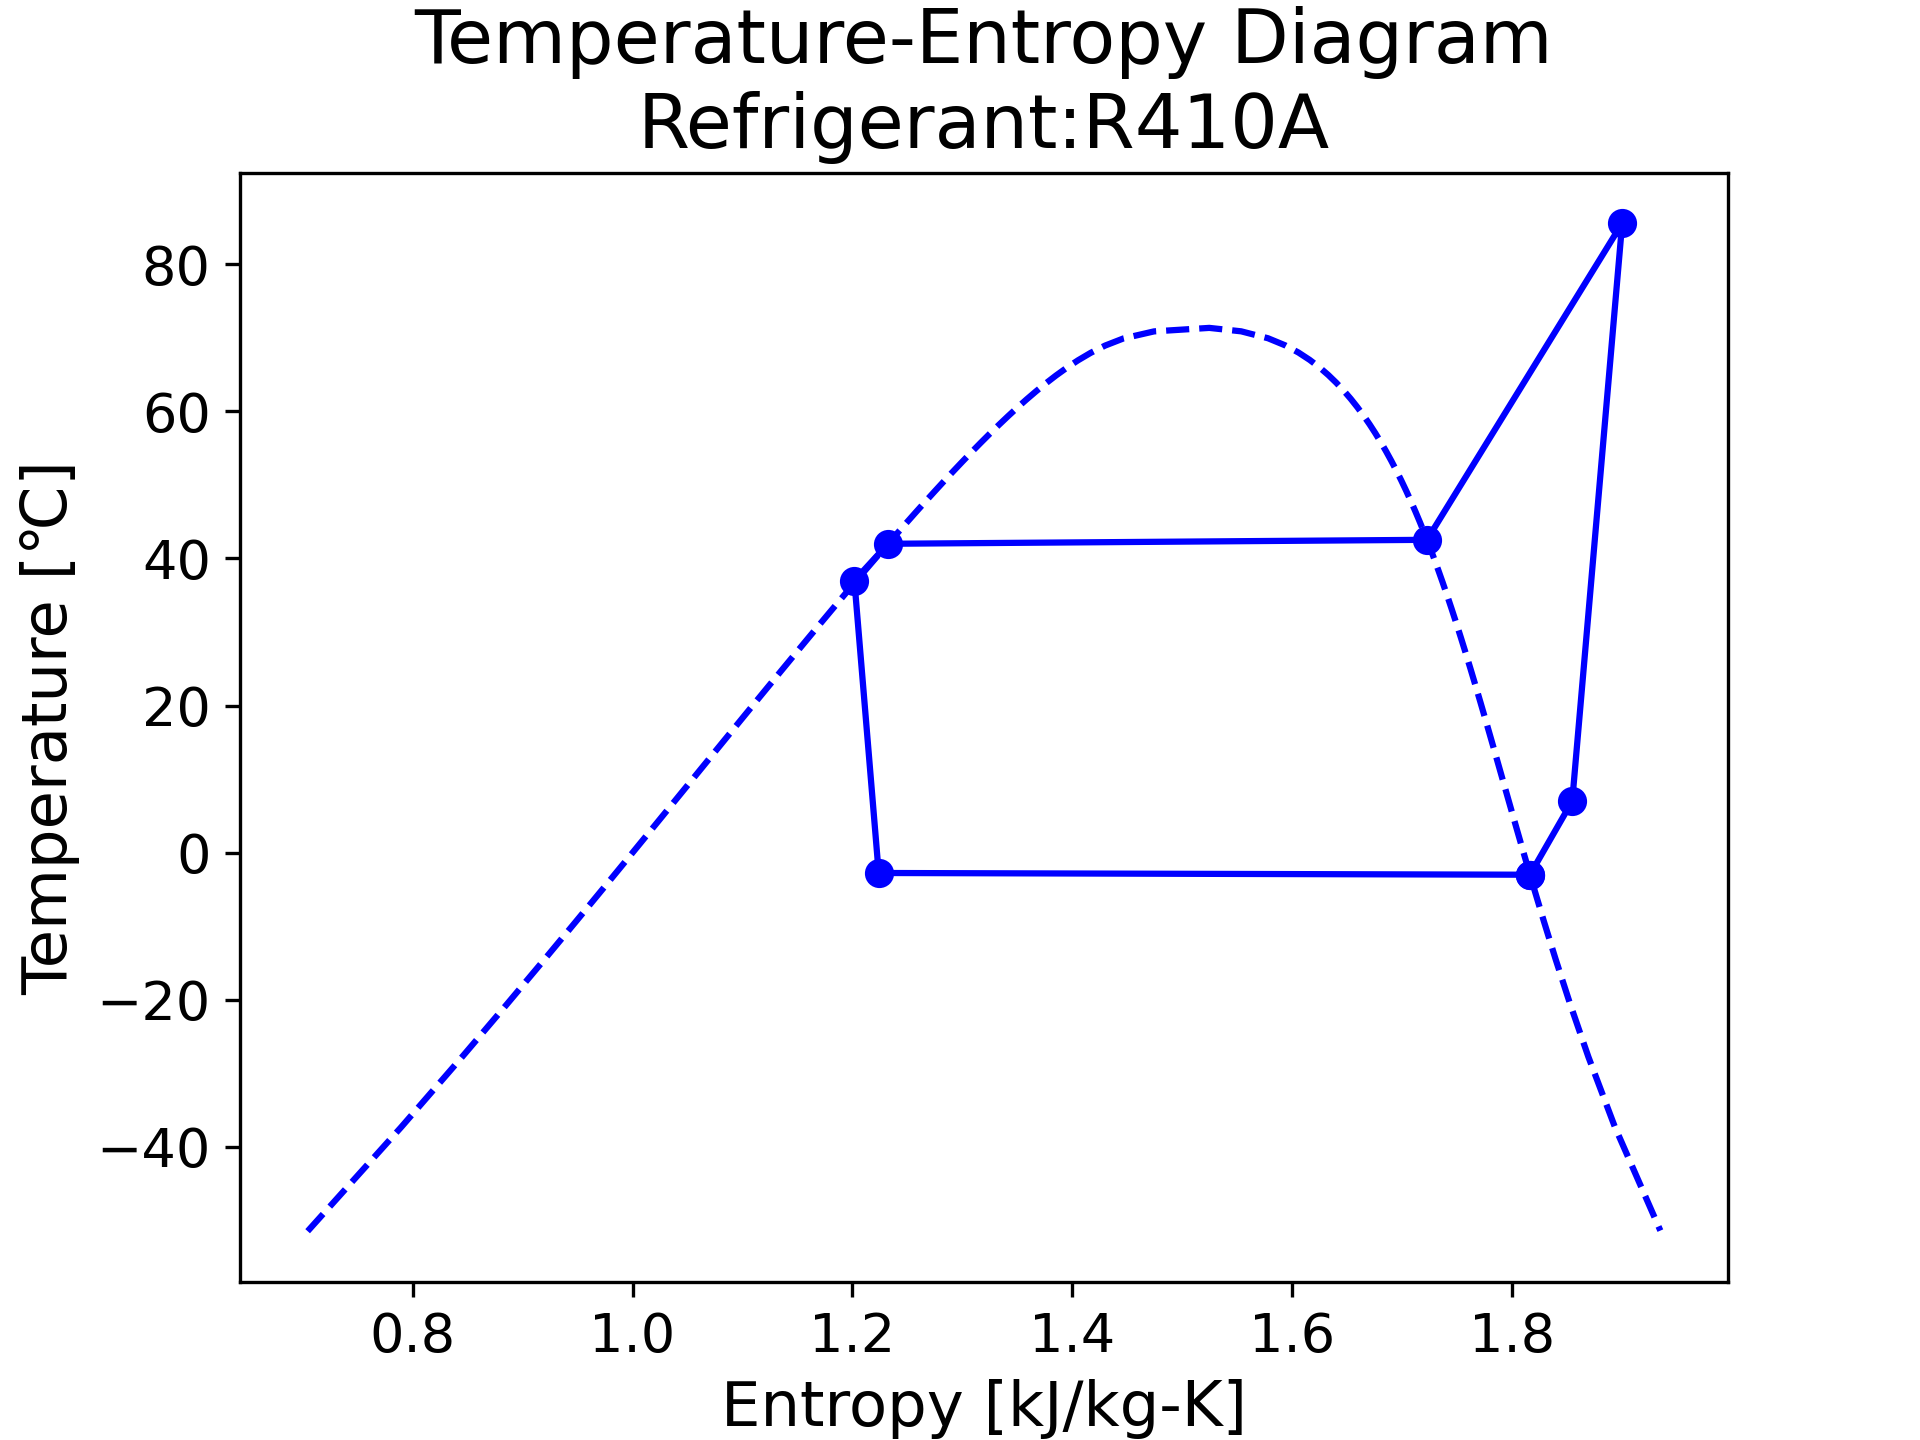 Temperature-Entropy Diagram
Refrigerant:R410A
80
60
40
20
0
−20
−40
Temperature [°C]
0.8 1.0 1.2 1.4 1.6 1.8
Entropy [kJ/kg-K]